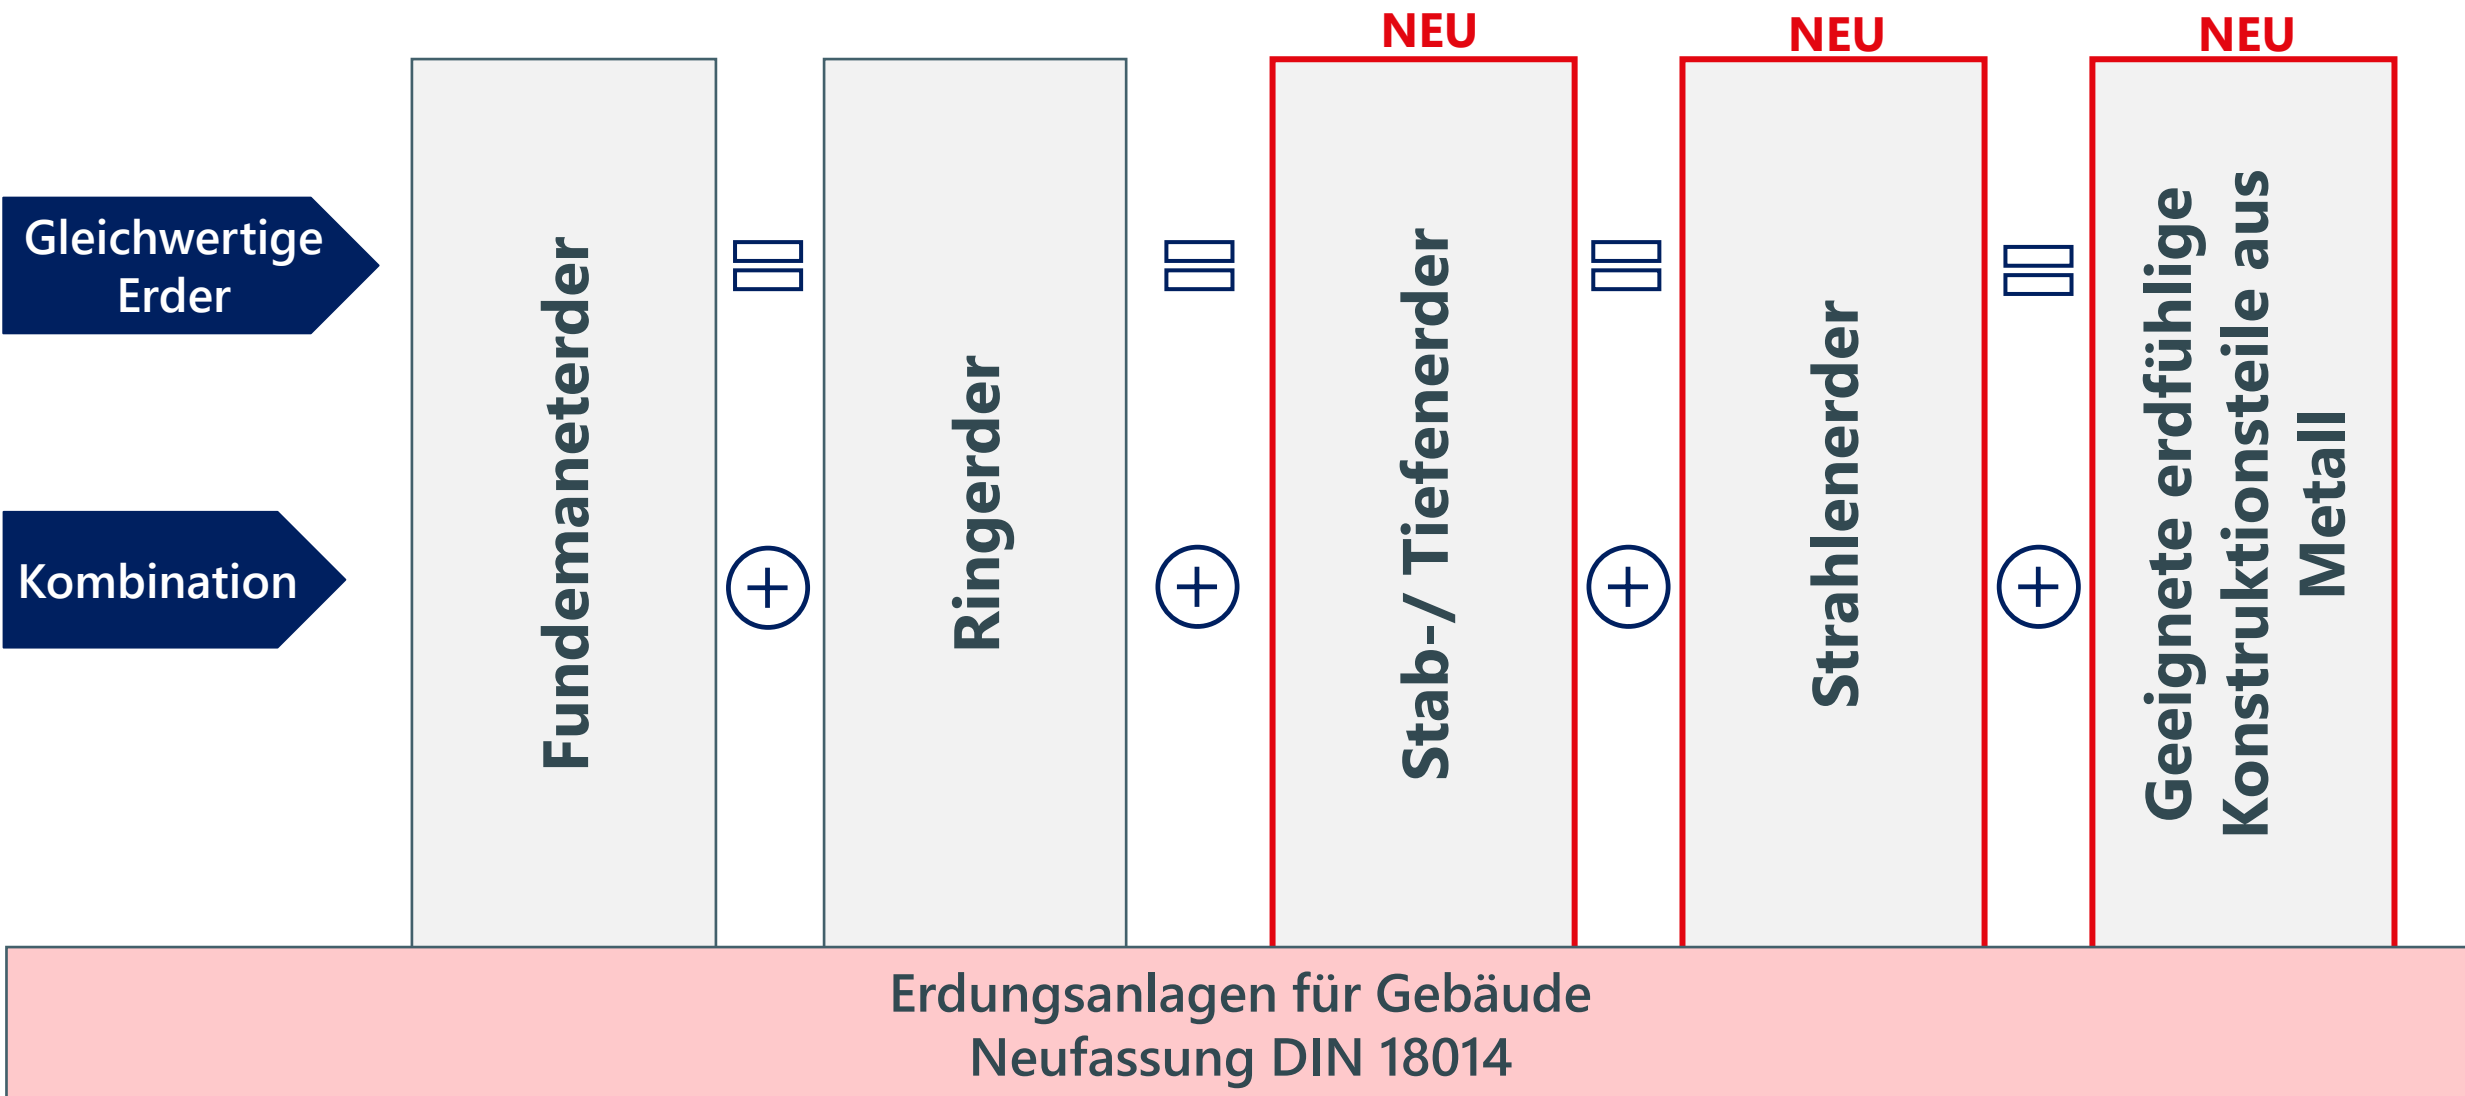 NEU
NEU
NEU
Gleichwertige
Erder
Kombination
Fundemaneterder
Ringerder
Stab-/ Tiefenerder
Strahlenerder
Geeignete erdfühlige
Konstruktionsteile aus
Metall
Erdungsanlagen für Gebäude
Neufassung DIN 18014